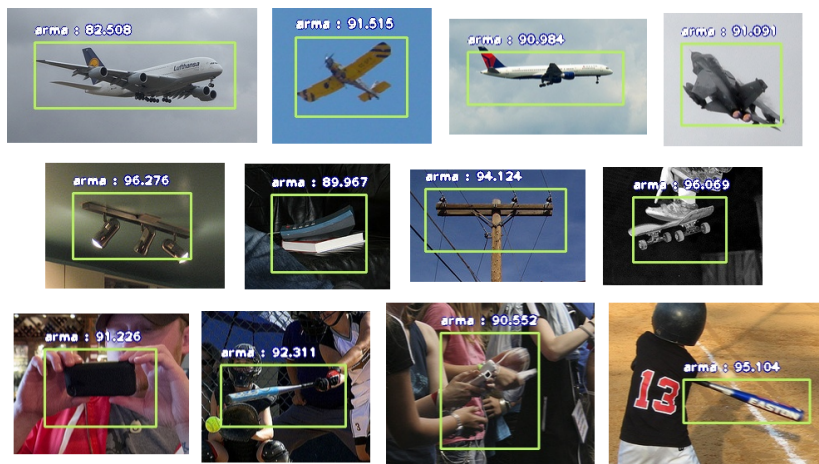 arma : 82.508
Lufthansa
arma : 91.515
arma : 90.984
arma : 91.091
arma : 96.276
arma : 89.967
arma : 94.124
arma : 96.069
arma : 91.226
arma : 92.311
3
arma : 90.552
arma : 95.104
13
EASTON